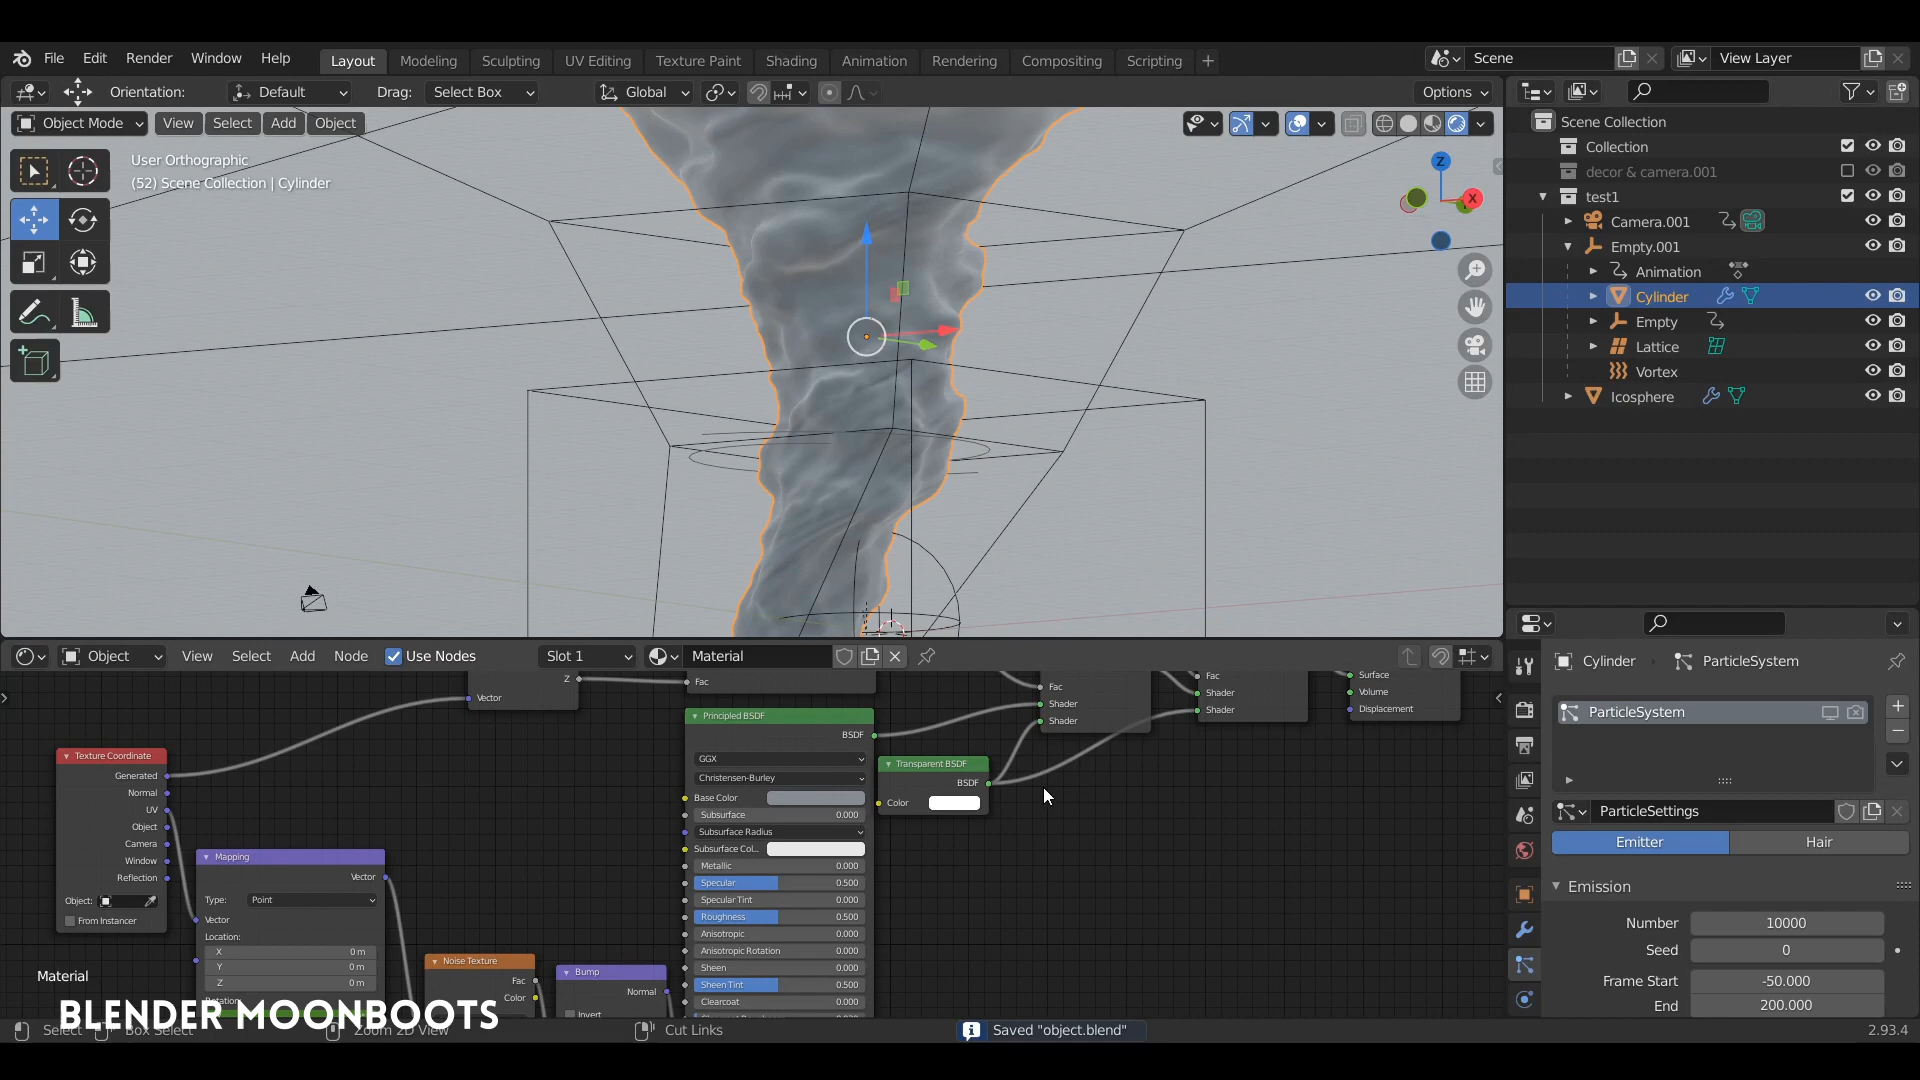 File Edit Render Window Help Layout Modeling Sculpting UV Editing Texture Paint Shading Animation Rendering Compositing Scripting + Scene View Layer
Orientation: Default Drag: Select Box Global Options
Object Mode View Select Add Object
User Orthographic
(52) Scene Collection | Cylinder
Z
X
Scene Collection
Collection
decor & camera.001
test1
Camera.001
Empty.001
Animation
Cylinder
Empty
Lattice
Vortex
Icosphere
Object View Select Add Node Use Nodes Slot 1 Material
Z
Vector
Fac
Fac
Shader
Shader
Fac
Shader
Shader
Surface
Volume
Displacement
Texture Coordinate
Generated
Normal
UV
Object
Camera
Window
Reflection
Object:
From Instancer
Mapping
Vector
Type: Point
Vector
Location:
X 0 m
Y 0 m
Z 0 m
Noise Texture
Fac
Color
Bump
Normal
Invert
Principled BSDF
BSDF
GGX
Christensen-Burley
Base Color
Subsurface 0.000
Subsurface Radius
Subsurface Col...
Metallic 0.000
Specular 0.500
Specular Tint 0.000
Roughness 0.500
Anisotropic 0.000
Anisotropic Rotation 0.000
Sheen 0.000
Sheen Tint 0.500
Clearcoat 0.000
Transparent BSDF
BSDF
Color
Cylinder ParticleSystem
ParticleSystem
ParticleSettings
Emitter Hair
Emission
Number 10000
Seed 0
Frame Start -50.000
End 200.000
Material
BLENDER MOONBOOTS
Select Box Select Zoom 2D View Cut Links Saved "object.blend" 2.93.4